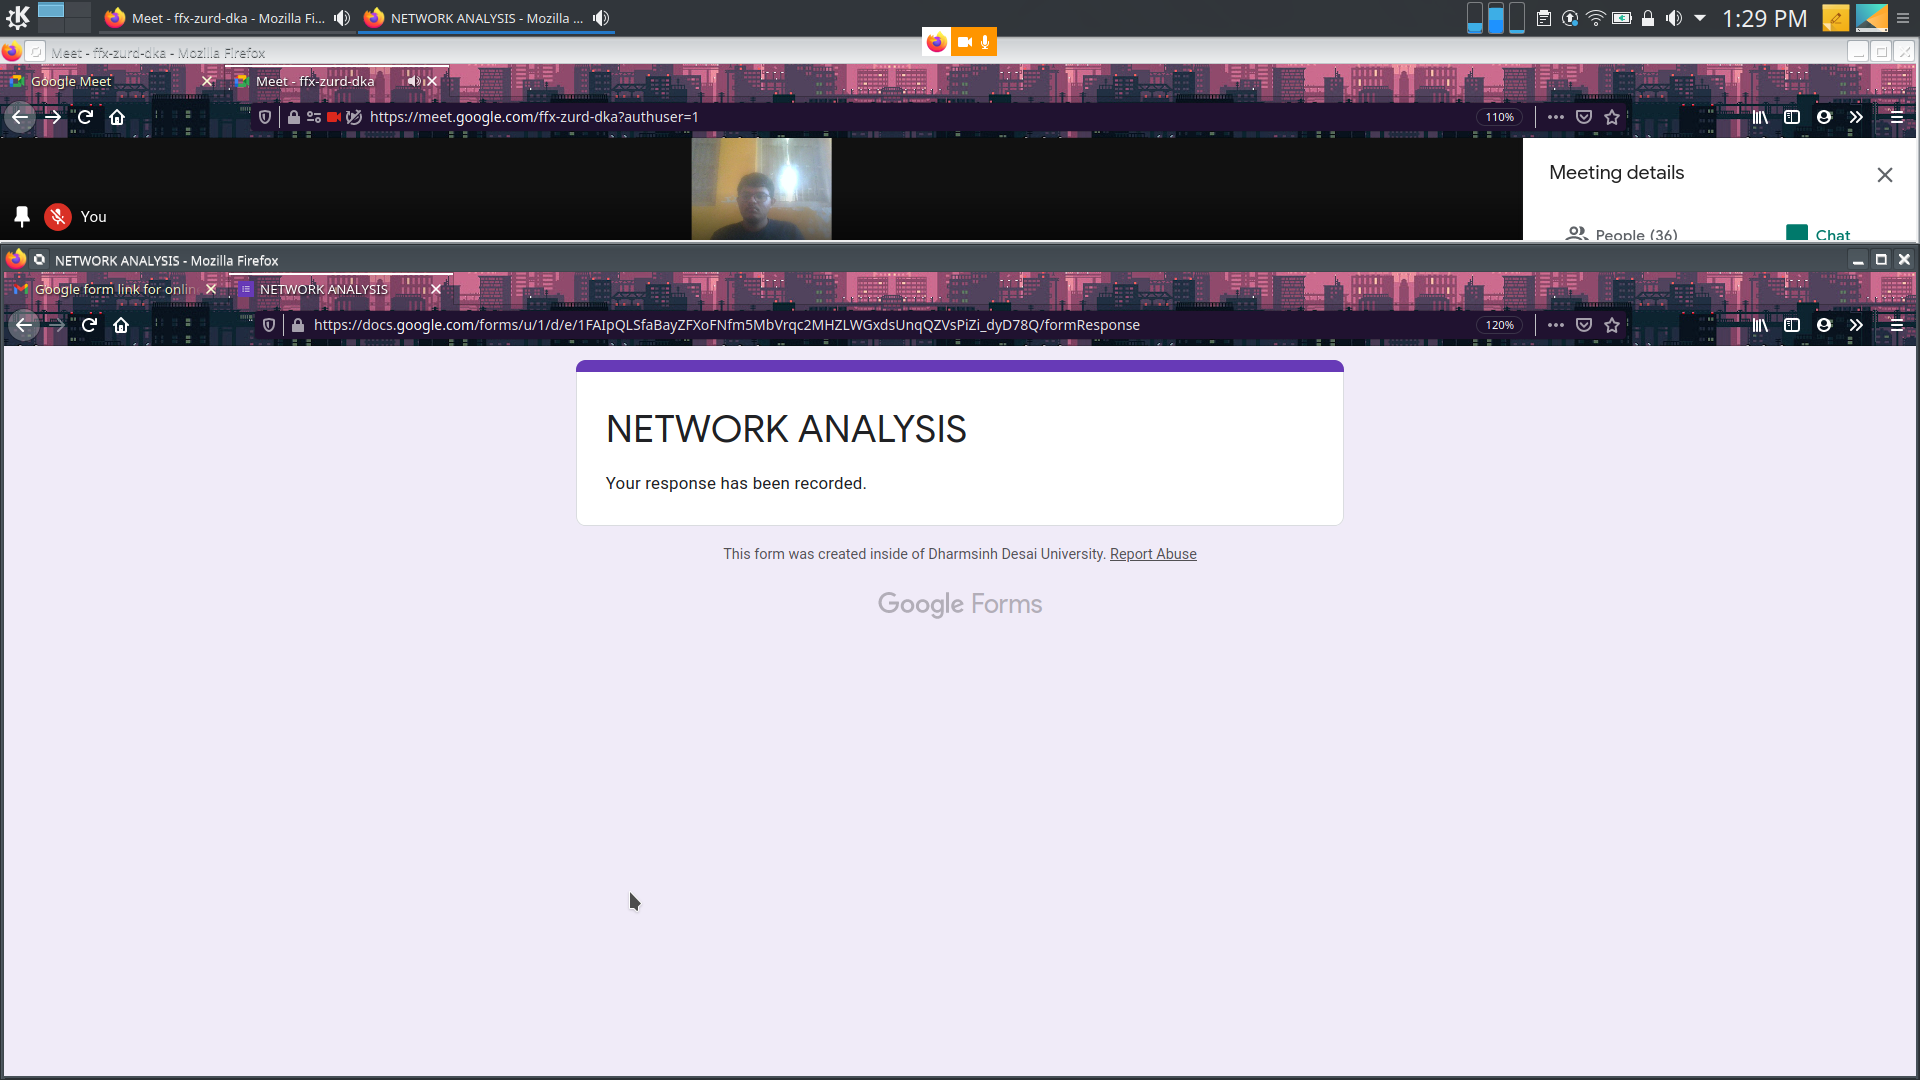 Meet - ffx-zurd-dka - Mozilla Fi...
NETWORK ANALYSIS - Mozilla ...
1:29 PM
Meet - ffx-zurd-dka - Mozilla Firefox
Google Meet
Meet - ffx-zurd-dka
https://meet.google.com/ffx-zurd-dka?authuser=1
110%
You
Meeting details
People (36)
Chat
NETWORK ANALYSIS - Mozilla Firefox
Google form link for onlin
NETWORK ANALYSIS
https://docs.google.com/forms/u/1/d/e/1FAIpQLSfaBayZFXoFNfm5MbVrqc2MHZLWGxdsUnqQZVsPiZi_dyD78Q/formResponse
120%
NETWORK ANALYSIS
Your response has been recorded.
This form was created inside of Dharmsinh Desai University. Report Abuse
Google Forms